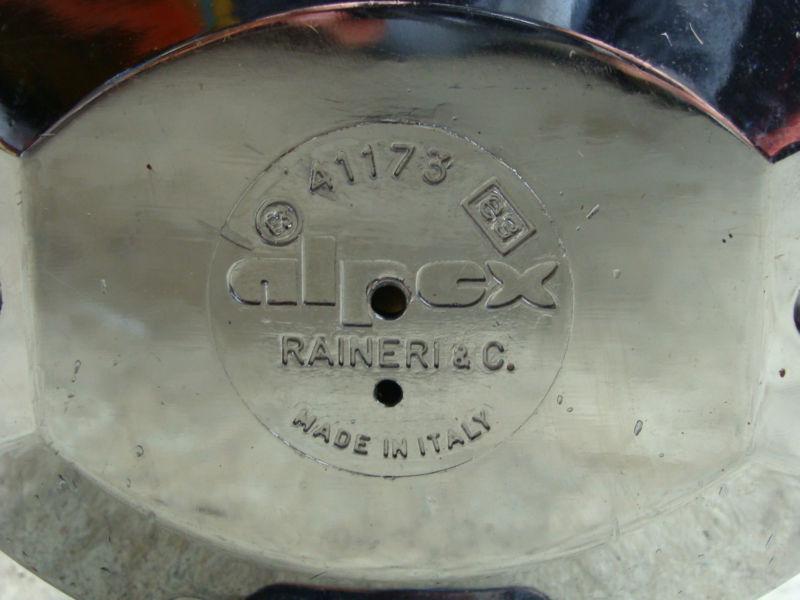 41173
alpex
RAINERI & C.
MADE IN ITALY